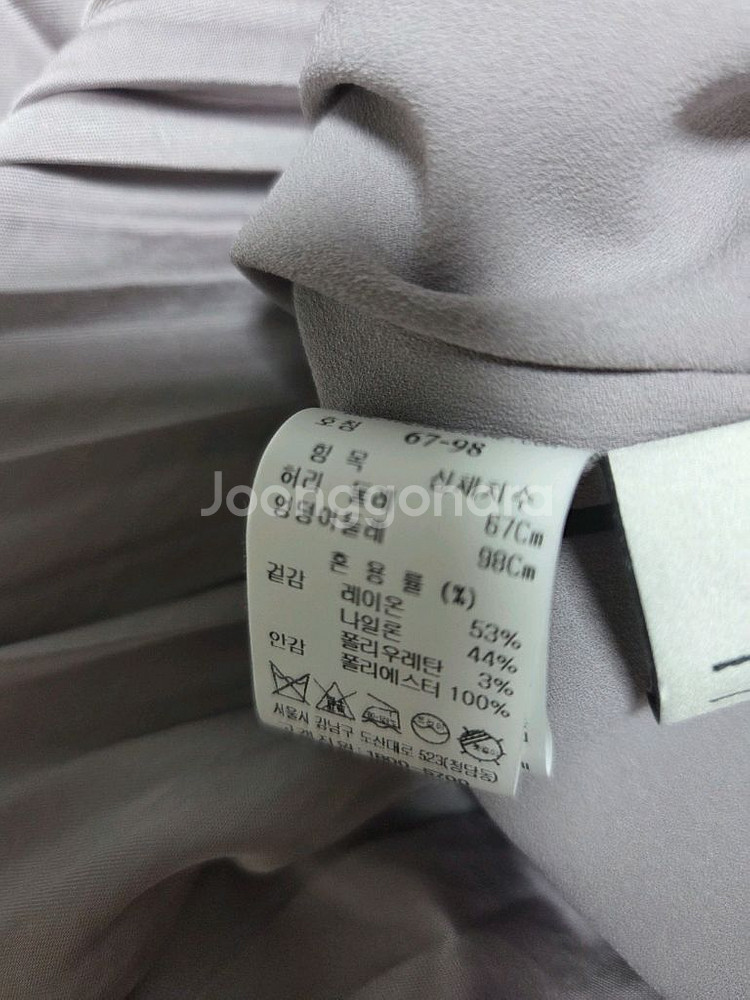 호칭 67-98
항 목 신체치수
허리 둘레 67Cm
엉덩이둘레 98Cm
혼 용 률 (%)
겉감 레이온 53%
나일론 44%
폴리우레탄 3%
안감 폴리에스터 100%
서울시 강남구 도산대로 523(청담동)
Joonggonara